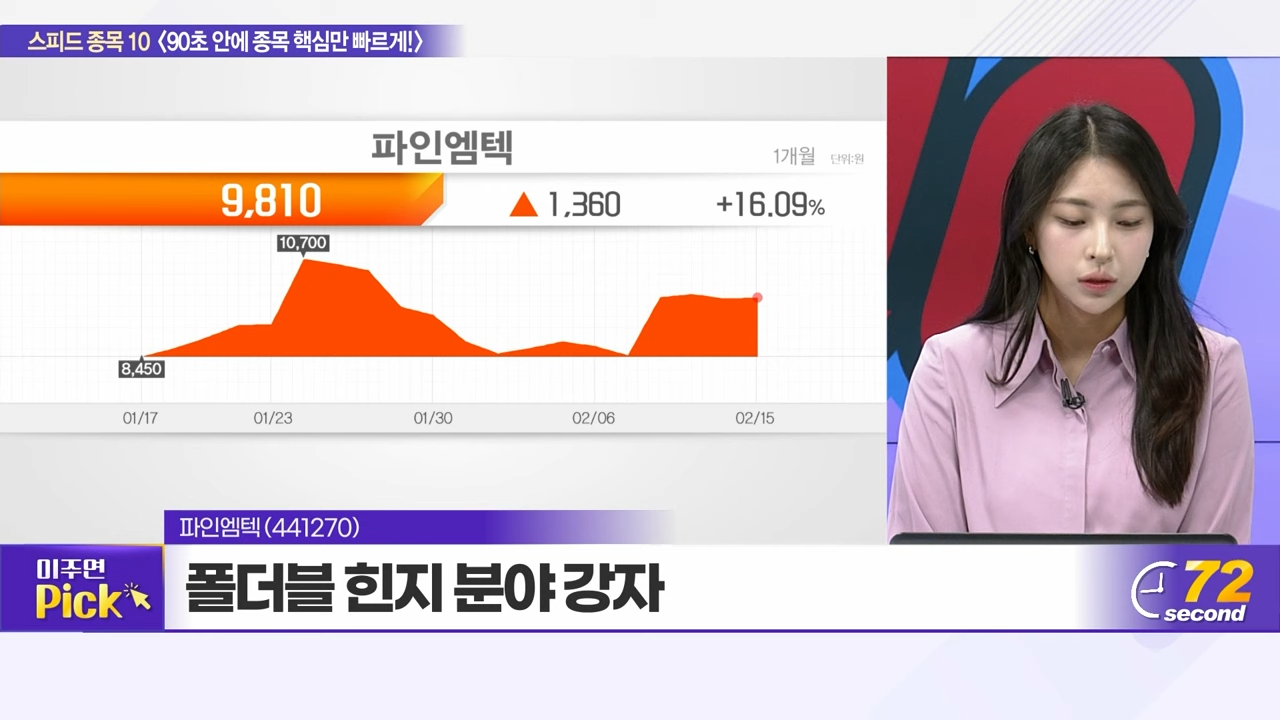 스피드 종목 10 〈90초 안에 종목 핵심만 빠르게!〉
파인엠텍
1개월 단위:원
9,810 ▲ 1,360 +16.09%
10,700
8,450
01/17 01/23 01/30 02/06 02/15
파인엠텍(441270)
미주면
Pick
폴더블 힌지 분야 강자
72
second